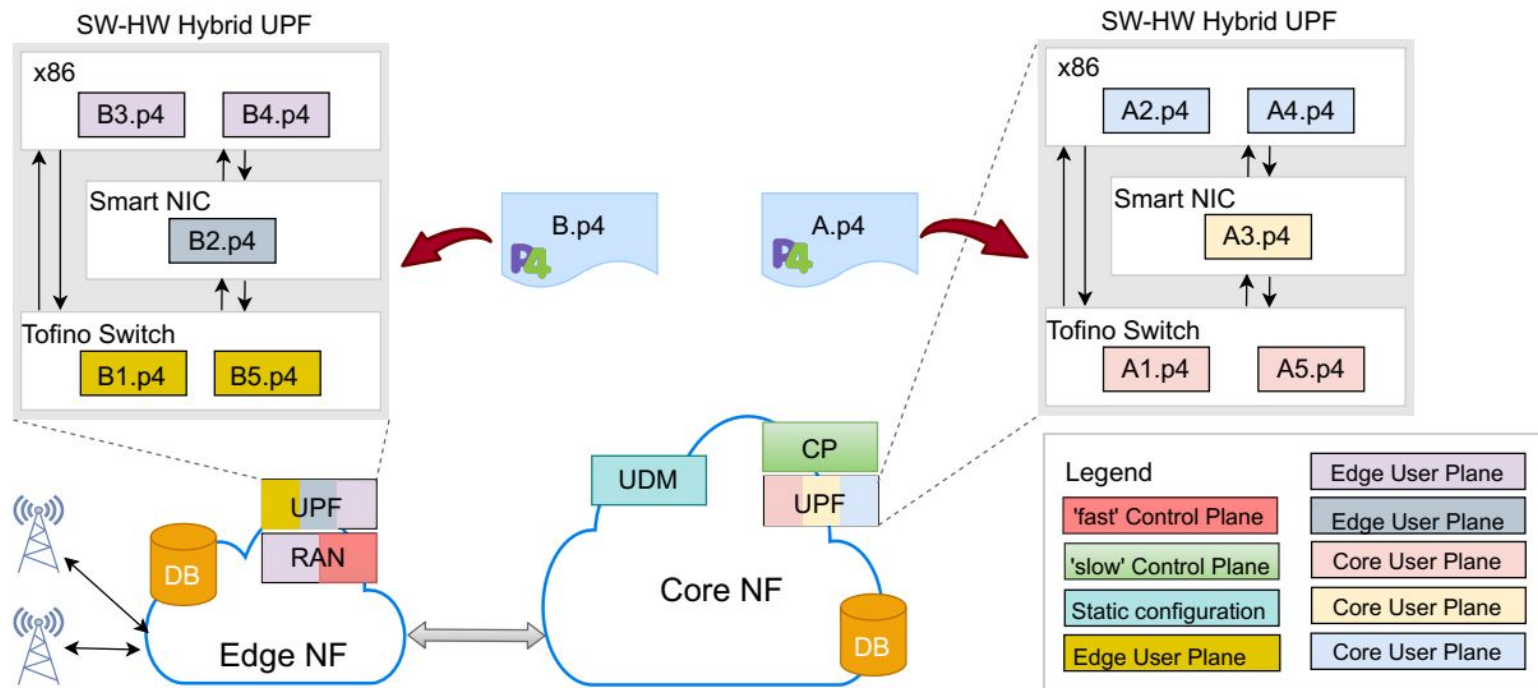 SW-HW Hybrid UPF
x86
B3.p4
B4.p4
Smart NIC
B2.p4
Tofino Switch
B1.p4
B5.p4
B.p4
P4
A.p4
P4
SW-HW Hybrid UPF
x86
A2.p4
A4.p4
Smart NIC
A3.p4
Tofino Switch
A1.p4
A5.p4
UPF
RAN
DB
Edge NF
UDM
CP
UPF
Core NF
DB
Legend
'fast' Control Plane
'slow' Control Plane
Static configuration
Edge User Plane
Edge User Plane
Edge User Plane
Core User Plane
Core User Plane
Core User Plane